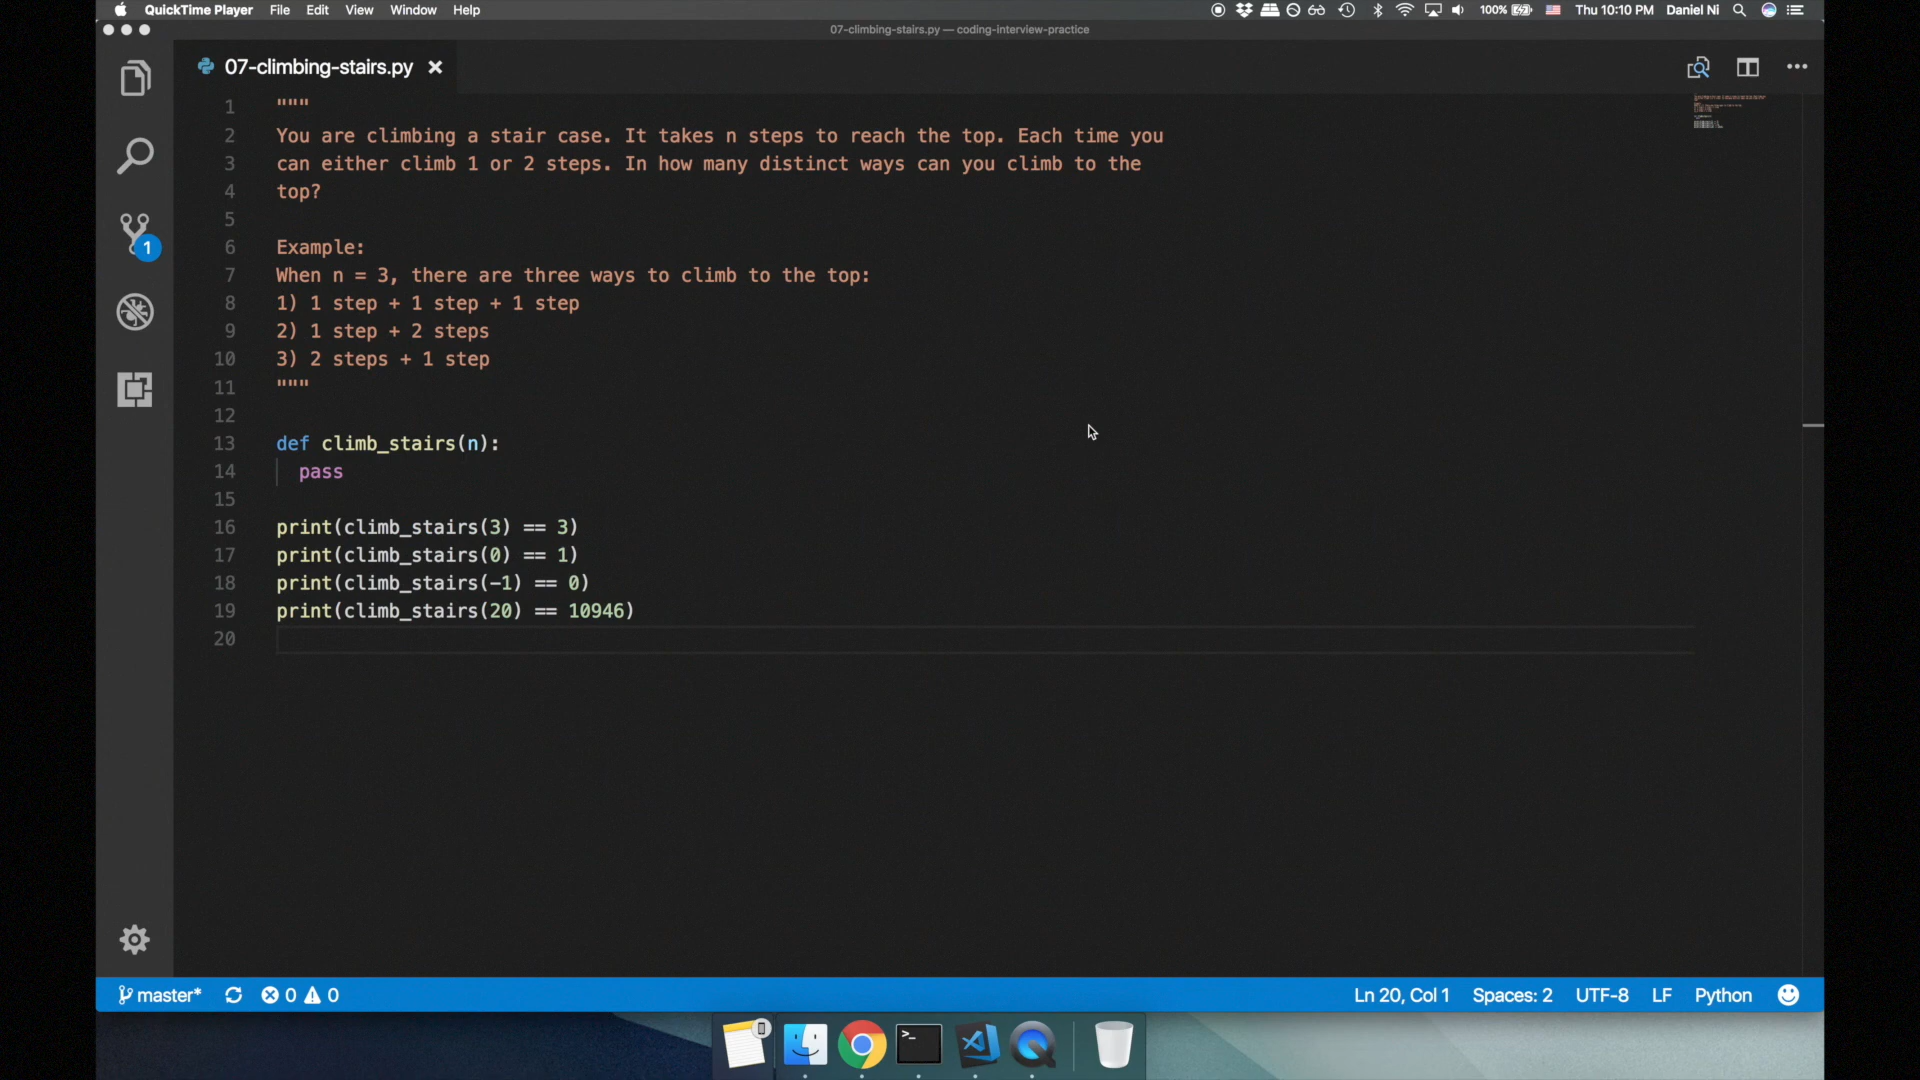 QuickTime Player File Edit View Window Help 100% Thu 10:10 PM Daniel Ni
07-climbing-stairs.py — coding-interview-practice
07-climbing-stairs.py
1 """
2 You are climbing a stair case. It takes n steps to reach the top. Each time you
3 can either climb 1 or 2 steps. In how many distinct ways can you climb to the
4 top?
5
6 Example:
7 When n = 3, there are three ways to climb to the top:
8 1) 1 step + 1 step + 1 step
9 2) 1 step + 2 steps
10 3) 2 steps + 1 step
11 """
12
13 def climb_stairs(n):
14 pass
15
16 print(climb_stairs(3) == 3)
17 print(climb_stairs(0) == 1)
18 print(climb_stairs(-1) == 0)
19 print(climb_stairs(20) == 10946)
20
1
master* 0 0 Ln 20, Col 1 Spaces: 2 UTF-8 LF Python